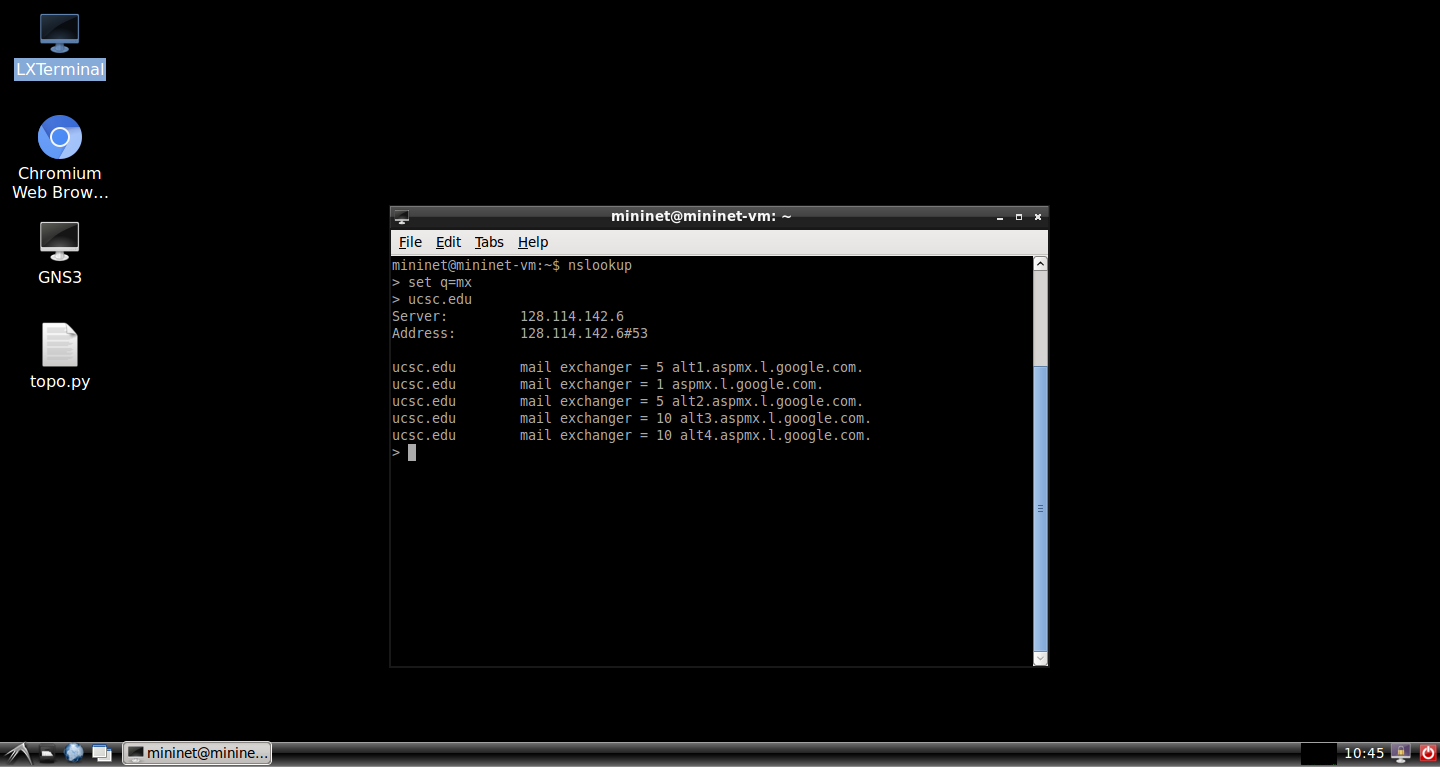 LXTerminal
Chromium
Web Brow...
GNS3
topo.py
mininet@mininet-vm: ~
File Edit Tabs Help
mininet@mininet-vm:~$ nslookup
> set q=mx
> ucsc.edu
Server: 128.114.142.6
Address: 128.114.142.6#53
ucsc.edu mail exchanger = 5 alt1.aspmx.l.google.com.
ucsc.edu mail exchanger = 1 aspmx.l.google.com.
ucsc.edu mail exchanger = 5 alt2.aspmx.l.google.com.
ucsc.edu mail exchanger = 10 alt3.aspmx.l.google.com.
ucsc.edu mail exchanger = 10 alt4.aspmx.l.google.com.
>
mininet@minine...
10:45